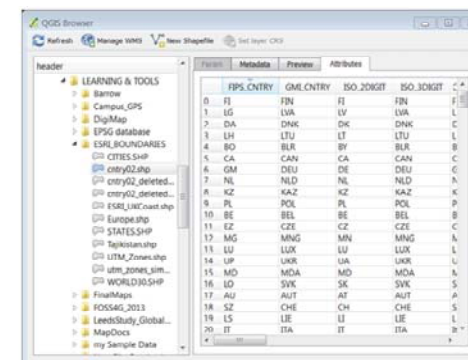 QGIS Browser
Refresh Manage WMS New Shapefile Set layer CRS
header
LEARNING & TOOLS
Barrow
Campus_GPS
DigiMap
EPSG database
ESRI_BOUNDARIES
CITIES.SHP
cntry02.shp
cntry02_deleted...
cntry02_deleted...
ESRI_UKCoast.shp
Europe.shp
STATES.SHP
Tajikistan.shp
UTM_Zones.shp
utm_zones_sim...
WORLD30.SHP
FinalMaps
FOSS4G_2013
LeedsStudy_Global...
MapDocs
my Sample Data
Param Metadata Preview Attributes
FIPS_CNTRY GMI_CNTRY ISO_2DIGIT ISO_3DIGIT
0 FI FIN FI FIN
1 LG LVA LV LVA
2 DA DNK DK DNK
3 LH LTU LT LTU
4 BO BLR BY BLR
5 CA CAN CA CAN
6 GM DEU DE DEU
7 NL NLD NL NLD
8 KZ KAZ KZ KAZ
9 PL POL PL POL
10 BE BEL BE BEL
11 EZ CZE CZ CZE
12 MG MNG MN MNG
13 LU LUX LU LUX
14 UP UKR UA UKR
15 MD MDA MD MDA
16 LO SVK SK SVK
17 AU AUT AT AUT
18 SZ CHE CH CHE
19 LS LIE LI LIE
20 IT ITA IT ITA